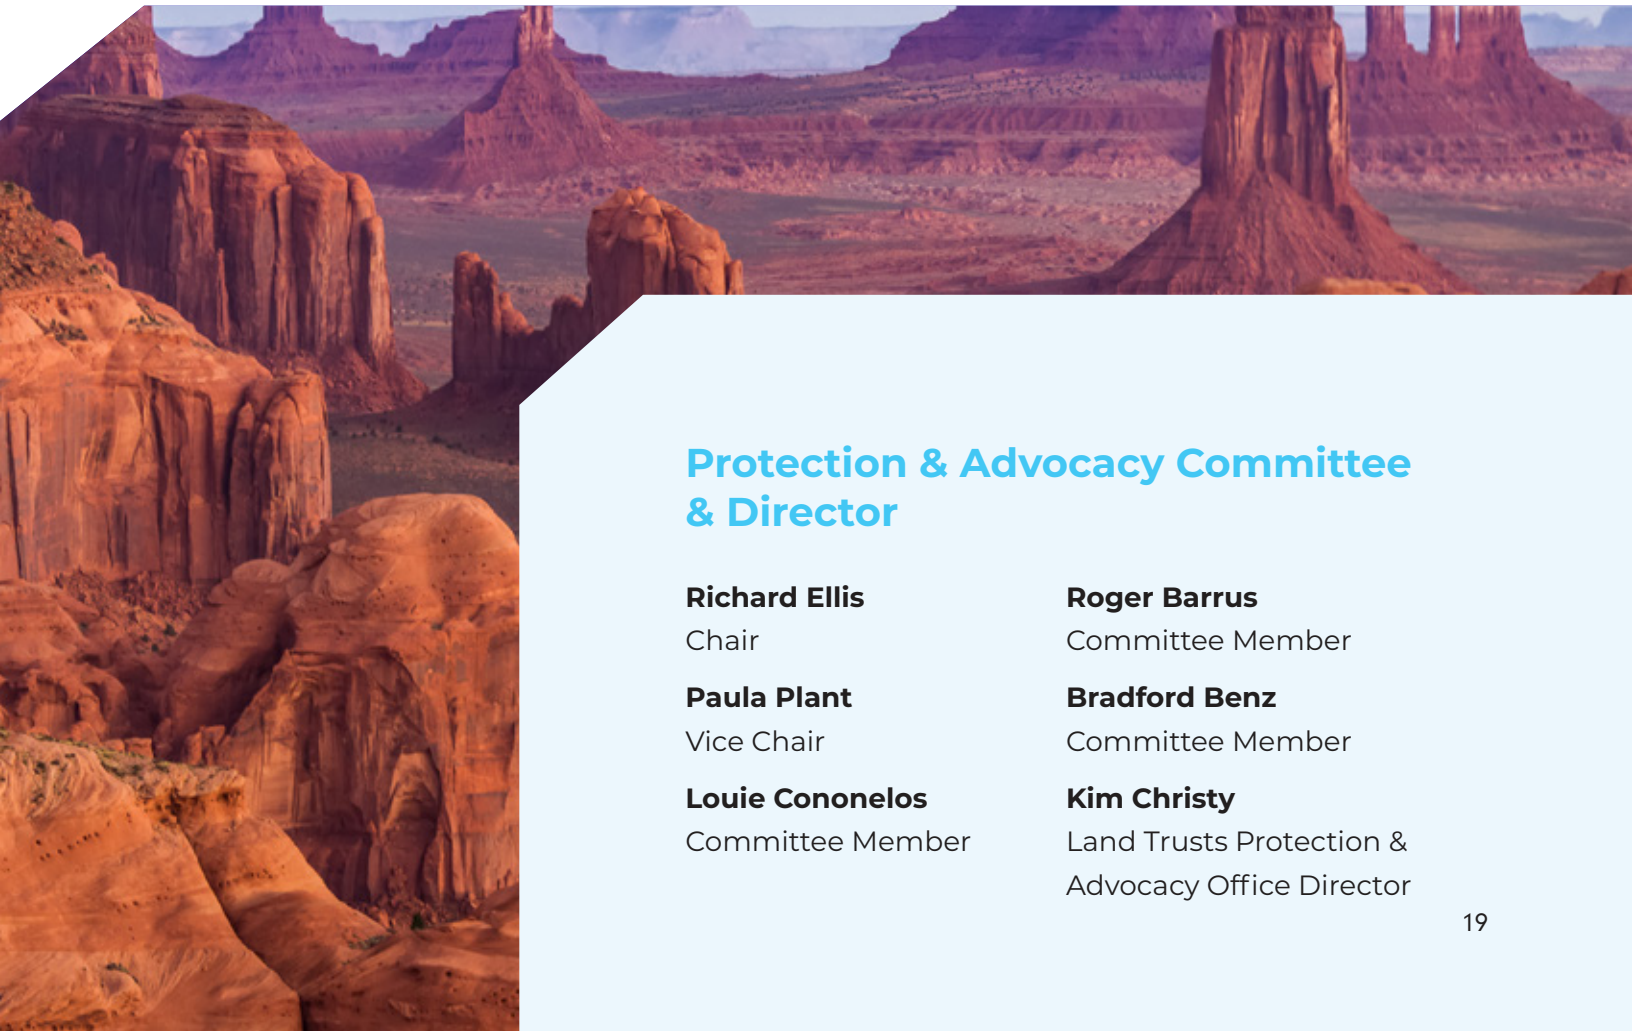 Protection & Advocacy Committee
& Director
Richard Ellis
Chair
Paula Plant
Vice Chair
Louie Cononelos
Committee Member
Roger Barrus
Committee Member
Bradford Benz
Committee Member
Kim Christy
Land Trusts Protection &
Advocacy Office Director
19